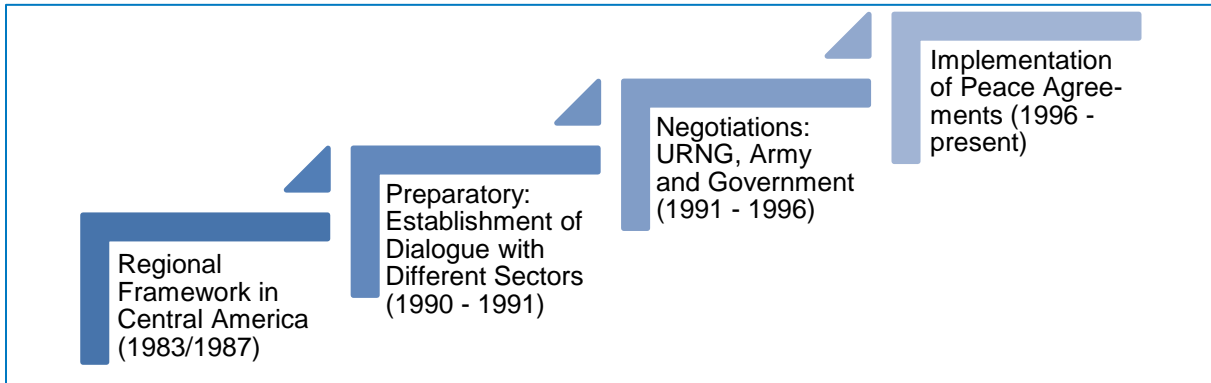 Regional
Framework in
Central America
(1983/1987)
Preparatory:
Establishment of
Dialogue with
Different Sectors
(1990 - 1991)
Negotiations:
URNG, Army
and Government
(1991 - 1996)
Implementation
of Peace Agree-
ments (1996 -
present)